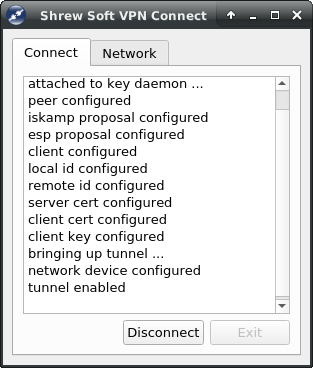 Shrew Soft VPN Connect
Connect
Network
attached to key daemon ...
peer configured
iskamp proposal configured
esp proposal configured
client configured
local id configured
remote id configured
server cert configured
client cert configured
client key configured
bringing up tunnel ...
network device configured
tunnel enabled
Disconnect
Exit